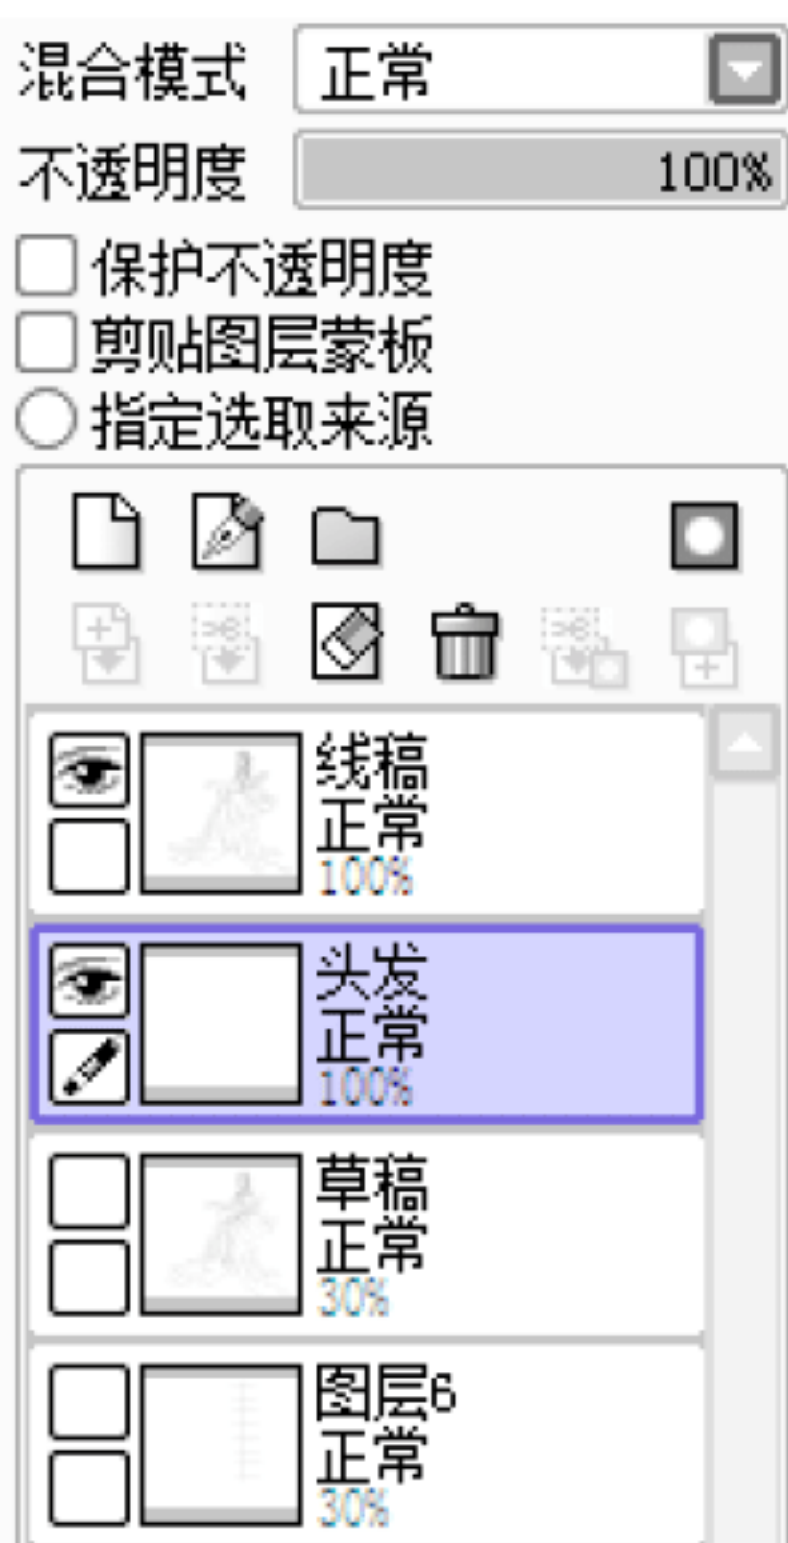 混合模式 正常
不透明度 100%
保护不透明度
剪贴图层蒙板
指定选取来源
线稿
正常
100%
头发
正常
100%
草稿
正常
30%
图层6
正常
30%